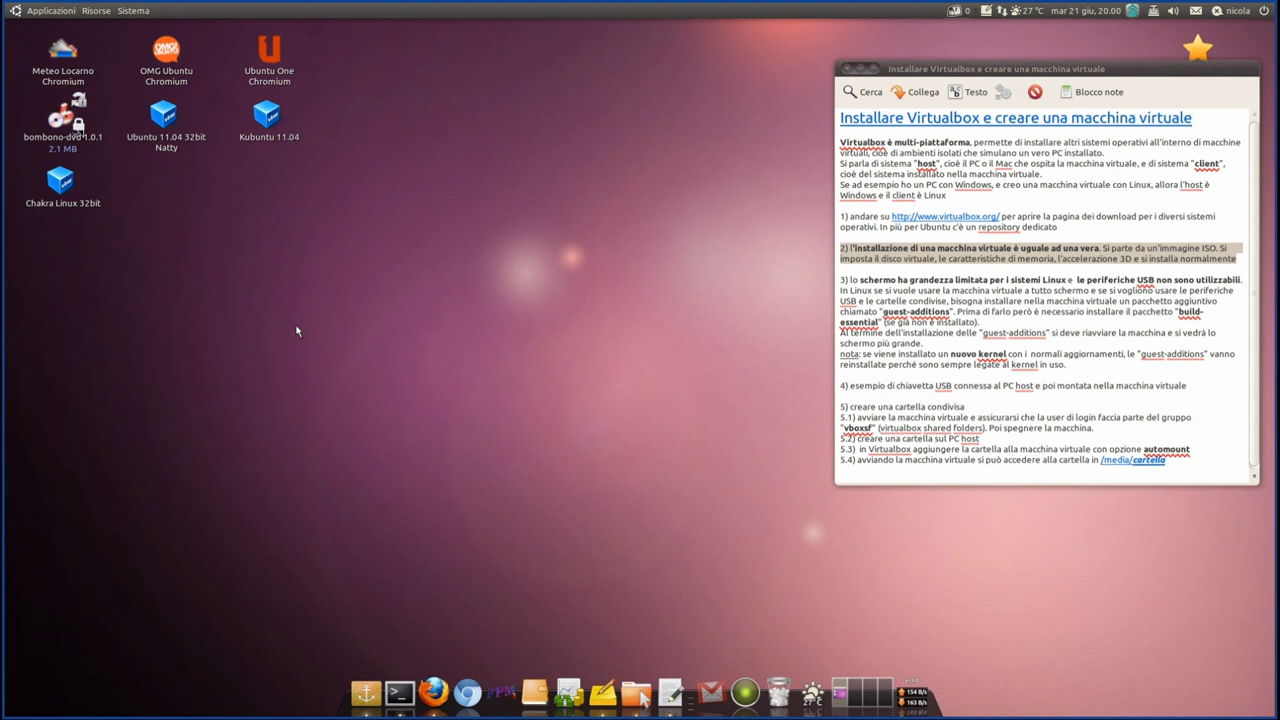 Applicazioni Risorse Sistema
0 27 °C mar 21 giu, 20.00 nicola
Meteo Locarno
Chromium
OMG Ubuntu
Chromium
Ubuntu One
Chromium
bombono-dvd 1.0.1
2.1 MB
Ubuntu 11.04 32bit
Natty
Kubuntu 11.04
Chakra Linux 32bit
Installare Virtualbox e creare una macchina virtuale
Cerca Collega Testo Blocco note
Installare Virtualbox e creare una macchina virtuale
Virtualbox è multi-piattaforma, permette di installare altri sistemi operativi all'interno di macchine
virtuali, cioè di ambienti isolati che simulano un vero PC installato.
Si parla di sistema "host", cioè il PC o il Mac che ospita la macchina virtuale, e di sistema "client",
cioè del sistema installato nella macchina virtuale.
Se ad esempio ho un PC con Windows, e creo una macchina virtuale con Linux, allora l'host è
Windows e il client è Linux
1) andare su http://www.virtualbox.org/ per aprire la pagina dei download per i diversi sistemi
operativi. In più per Ubuntu c'è un repository dedicato
2) l'installazione di una macchina virtuale è uguale ad una vera. Si parte da un'immagine ISO. Si
imposta il disco virtuale, le caratteristiche di memoria, l'accelerazione 3D e si installa normalmente
3) lo schermo ha grandezza limitata per i sistemi Linux e le periferiche USB non sono utilizzabili.
In Linux se si vuole usare la macchina virtuale a tutto schermo e se si vogliono usare le periferiche
USB e le cartelle condivise, bisogna installare nella macchina virtuale un pacchetto aggiuntivo
chiamato "guest-additions". Prima di farlo però è necessario installare il pacchetto "build-
essential" (se già non è installato).
Al termine dell'installazione delle "guest-additions" si deve riavviare la macchina e si vedrà lo
schermo più grande.
nota: se viene installato un nuovo kernel con i normali aggiornamenti, le "guest-additions" vanno
reinstallate perché sono sempre legate al kernel in uso.
4) esempio di chiavetta USB connessa al PC host e poi montata nella macchina virtuale
5) creare una cartella condivisa
5.1) avviare la macchina virtuale e assicurarsi che la user di login faccia parte del gruppo
"vboxsf" (virtualbox shared folders). Poi spegnere la macchina.
5.2) creare una cartella sul PC host
5.3) in Virtualbox aggiungere la cartella alla macchina virtuale con opzione automount
5.4) avviando la macchina virtuale si può accedere alla cartella in /media/cartella
27°C
eth0
154 B/s
163 B/s